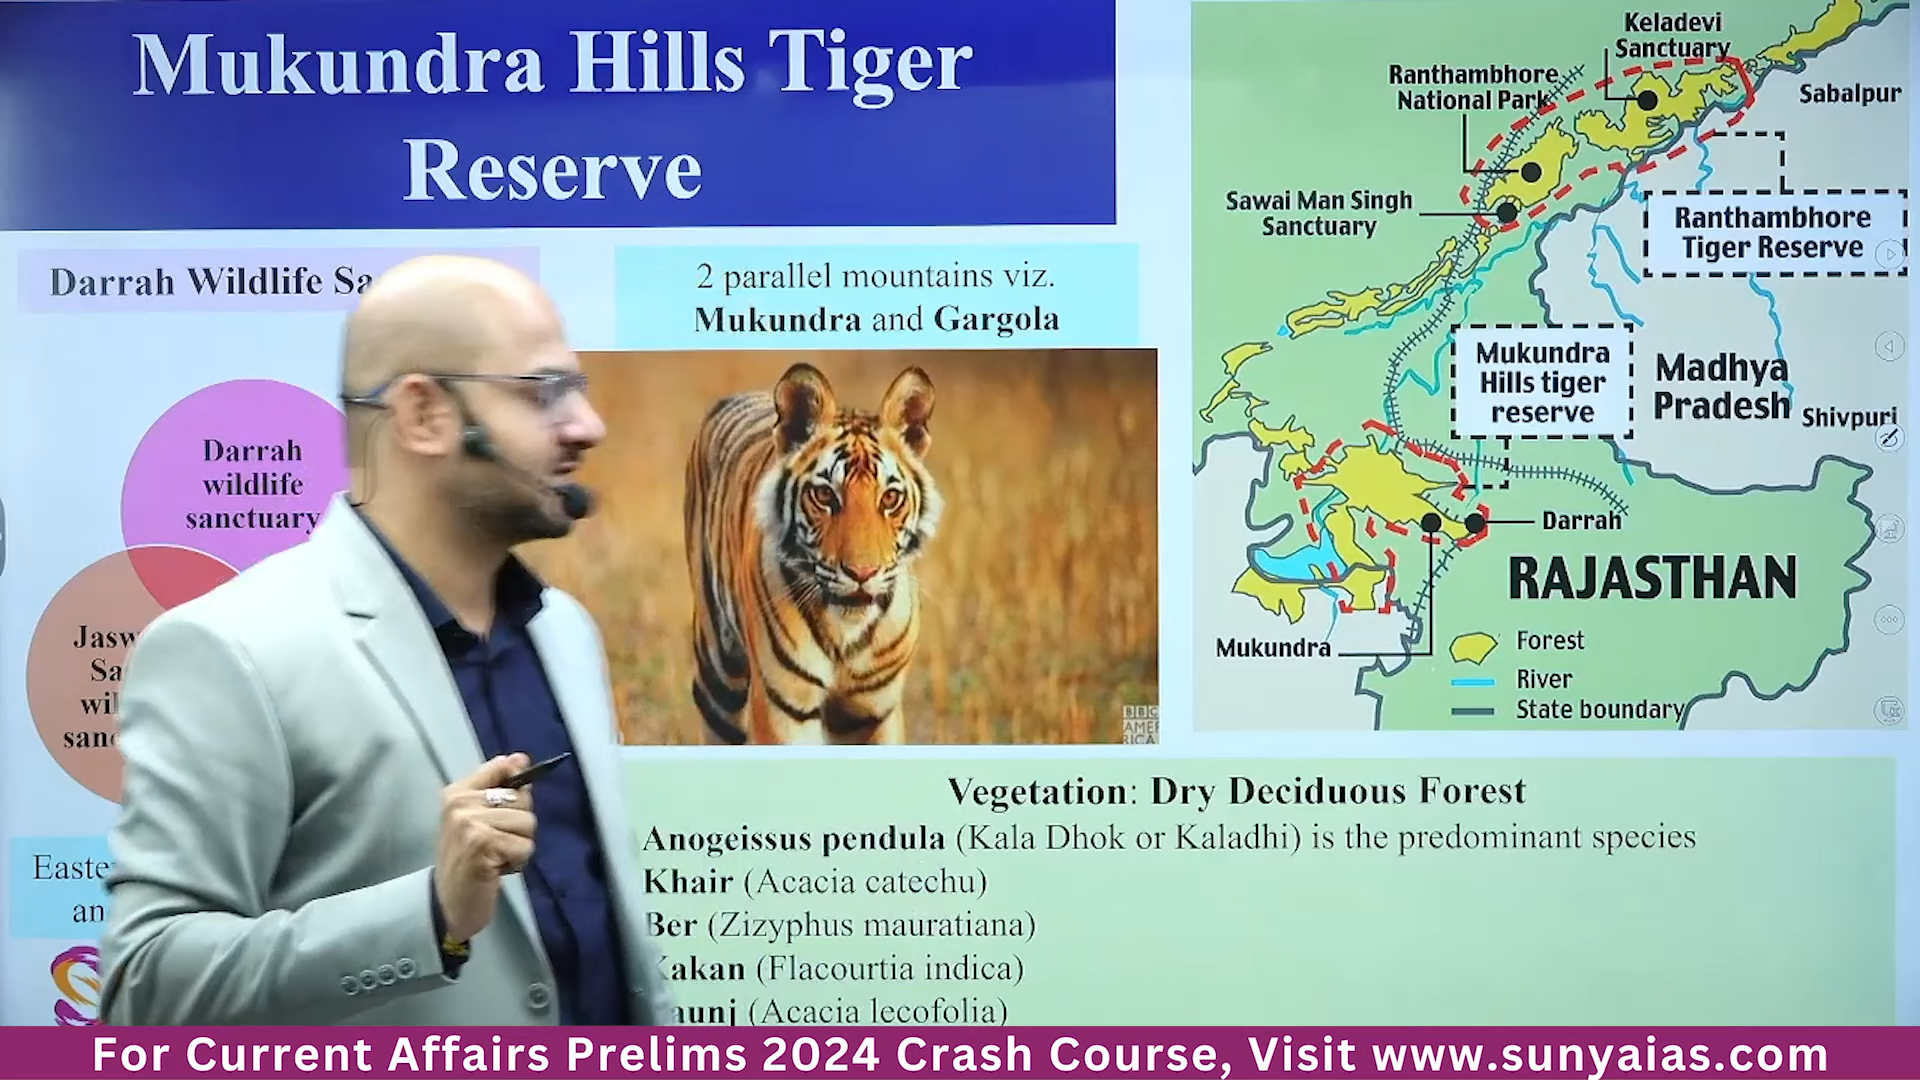 Mukundra Hills Tiger
Reserve
Darrah Wildlife
2 parallel mountains viz.
Mukundra and Gargola
Darrah
wildlife
sanctuary
Vegetation: Dry Deciduous Forest
Anogeissus pendula (Kala Dhok or Kaladhi) is the predominant species
Khair (Acacia catechu)
Ber (Zizyphus mauratiana)
(Flacourtia indica)
(Acacia lecofolia)
Keladevi
Sanctuary
Ranthambhore
National Park
Sabalpur
Sawai Man Singh
Sanctuary
Ranthambhore
Tiger Reserve
Mukundra
Hills tiger
reserve
Madhya
Pradesh
Shivpuri
Darrah
RAJASTHAN
Mukundra
Forest
River
State boundary
BBC
AMER
ICA
For Current Affairs Prelims 2024 Crash Course, Visit www.sunyaias.com